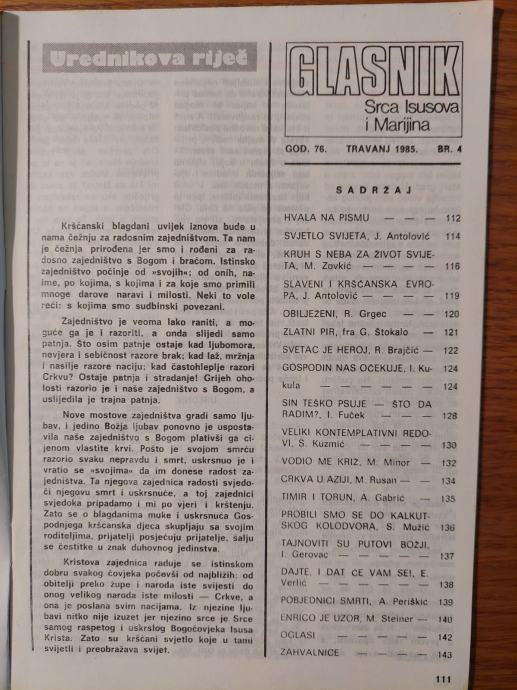 Urednikova riječ
Kršćanski blagdani uvijek iznova bude u
nama čežnju za radosnim zajedništvom. Ta nam
je čežnja prirođena jer smo i rođeni za ra-
dosno zajedništvo s Bogom i braćom. Istinsko
zajedništvo počinje od »svojih«; od onih, na-
ime, po kojima, s kojima i za koje smo primili
mnoge darove naravi i milosti. Neki to vole
reći: s kojima smo sudbinski povezani.
Zajedništvo je veoma lako raniti, a mo-
guće ga je i razoriti, a onda slijedi samo
patnja. Što osim patnje ostaje kad ljubomora,
nevjera i sebičnost razore brak; kad laž, mržnja
i nasilje razore naciju; kad častohleplje razori
Crkvu? Ostaje patnja i stradanje! Grijeh oho-
losti razorio je i naše zajedništvo s Bogom, a
uslijedila je trajna patnja.
Nove mostove zajedništva gradi samo lju-
bav, i jedino Božja ljubav ponovno je usposta-
vila naše zajedništvo s Bogom plativši ga ci-
jenom vlastite krvi. Pošto je svojom smrću
razorio svaku nepravdu i smrt, uskrsnuo je i
vratio se »svojima« da im donese radost zaj-
edništva. Ta njegova zajednica radosti svjedo-
či njegovu smrt i uskrsnuće, a toj zajednici
svjedoka pripadamo i mi po vjeri i krštenju.
Zato se o blagdanima muke i uskrsnuća Gos-
podnjega kršćanska djeca skupljaju sa svojim
roditeljima, prijatelji posjećuju prijatelje, šalju
se čestitke u znak duhovnog jedinstva.
Kristova zajednica raduje se istinskom
dobru svakog čovjeka počevši od najbližih: od
obitelji preko župe i naroda iste svijesti do
onog velikog naroda iste milosti — Crkve, a
ona je poslana svim nacijama. Iz njezine lju-
bavi nitko nije izuzet jer njezino srce je Srce
samog raspetog i uskrslog Bogočovjeka Isusa
Krista. Zato su kršćani svjetlo koje u tami
svijetli i preobražava svijet.
GLASNIK
Srca Isusova
i Marijina
GOD. 76. TRAVANJ 1985. BR. 4
SADRŽAJ
HVALA NA PISMU — — — 112
SVJETLO SVIJETA, J. Antolović 114
KRUH S NEBA ZA ŽIVOT SVIJE-
TA, M. Zovkić — — — — 116
SLAVENI I KRŠĆANSKA EVRO-
PA, J. Antolović — — — — 119
OBILJEŽENI, R. Grgec — — 120
ZLATNI PIR, fra G. Štokalo — 121
SVETAC JE HEROJ, R. Brajčić — 122
GOSPODIN NAS OČEKUJE, I. Ku-
kula — — — — — — 124
SIN TEŠKO PSUJE — ŠTO DA
RADIM?, I. Fuček — — — 128
VELIKI KONTEMPLATIVNI REDO-
VI, S. Kuzmić — — — — 130
VODIO ME KRIŽ, M. Minor — 132
CRKVA U AZIJI, M. Rusan — — 134
TIMIR I TORUN, A. Gabrić — 135
PROBILI SMO SE DO KALKUT-
SKOG KOLODVORA, S. Mužić 136
TAJNOVITI SU PUTOVI BOŽJI,
I. Gerovac — — — — — 137
DAJTE, I DAT ĆE VAM SE!, E.
Verlić — — — — — — 138
POBJEDNICI SMRTI, A. Periškić 139
ENRICO JE UZOR, M. Steiner — 140
OGLASI — — — — — — 142
ZAHVALNICE — — — — 143
111